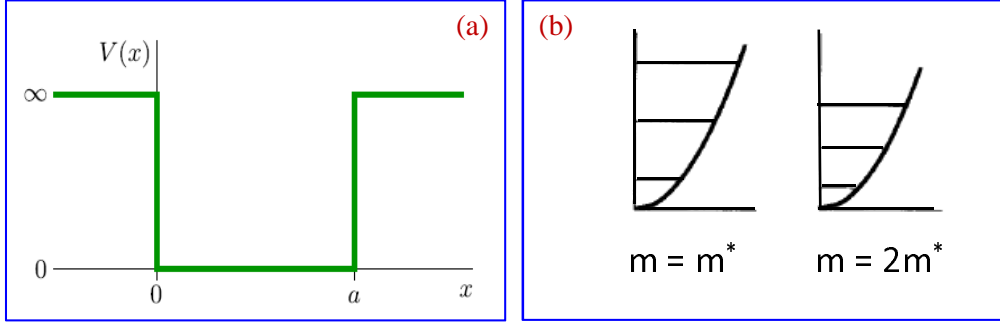 (a)
V(x)
∞
0
0
a
x
(b)
m = m*
m = 2m*